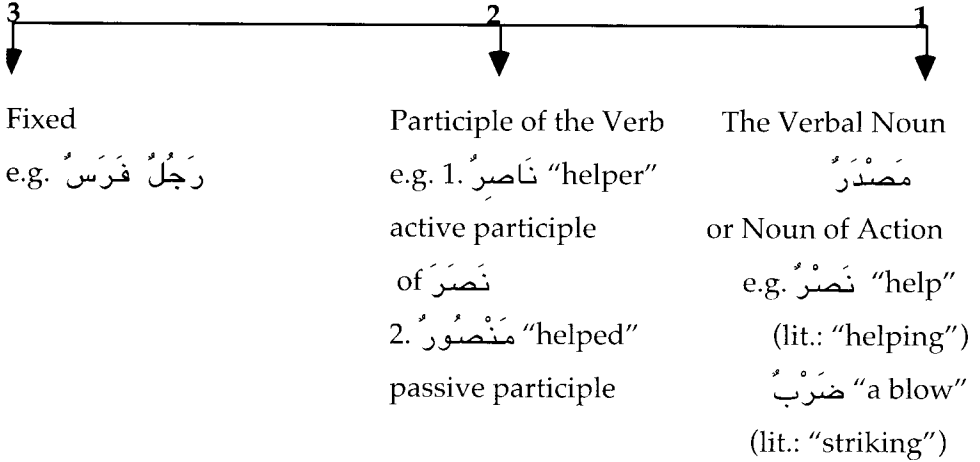 3 2 1
Fixed
e.g. رَجُلٌ فَرَسٌ
Participle of the Verb
e.g. 1. نَاصِرٌ “helper”
active participle
of نَصَرَ
2. مَنْصُورٌ “helped”
passive participle
The Verbal Noun
مَصْدَرٌ
or Noun of Action
e.g. نَصْرٌ “help”
(lit.: “helping”)
ضَرْبٌ “a blow”
(lit.: “striking”)